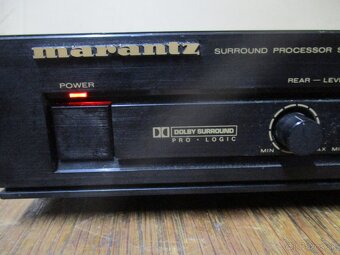 marantz SURROUND PROCESSOR
POWER
REAR — LEVE
DOLBY SURROUND
PRO · LOGIC
MIN